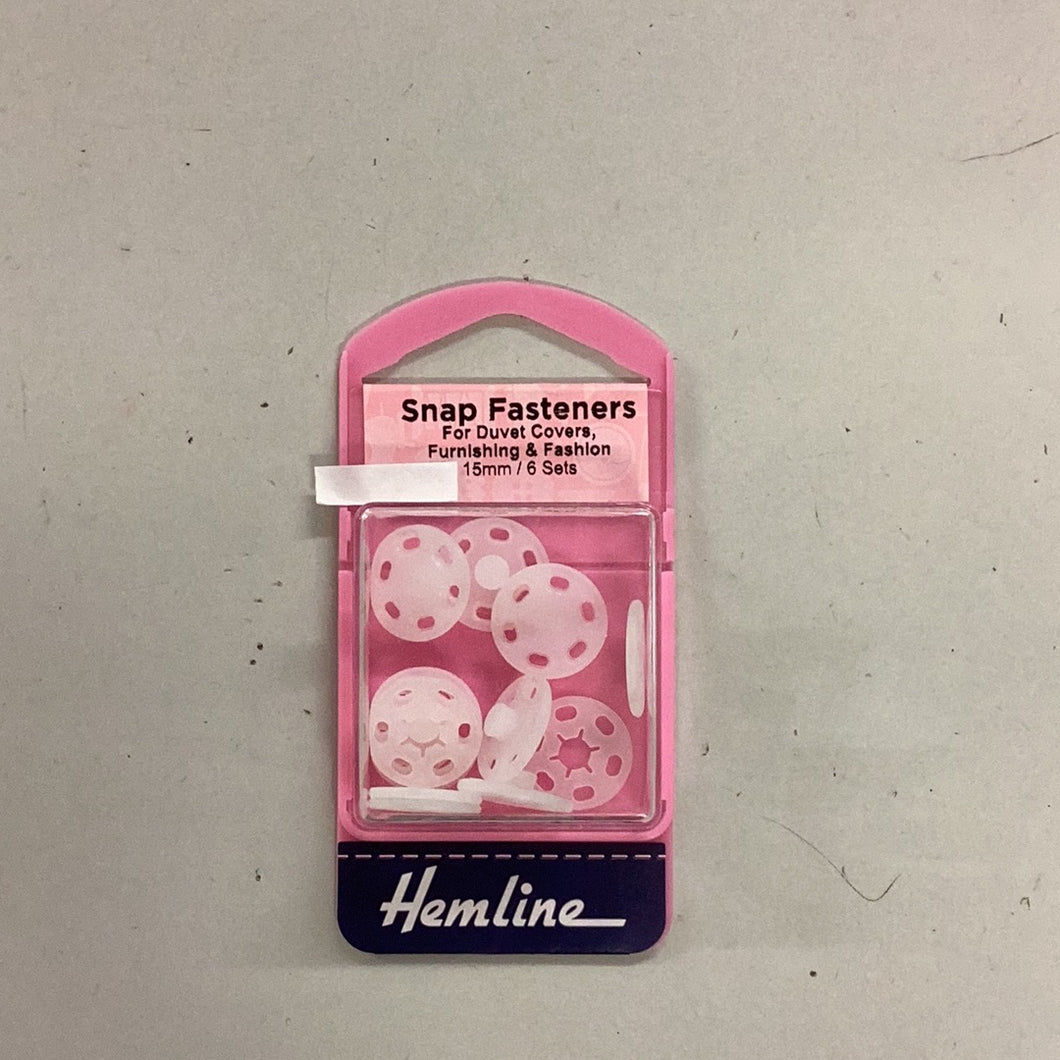 Snap Fasteners
For Duvet Covers,
Furnishing & Fashion
15mm / 6 Sets
Hemline